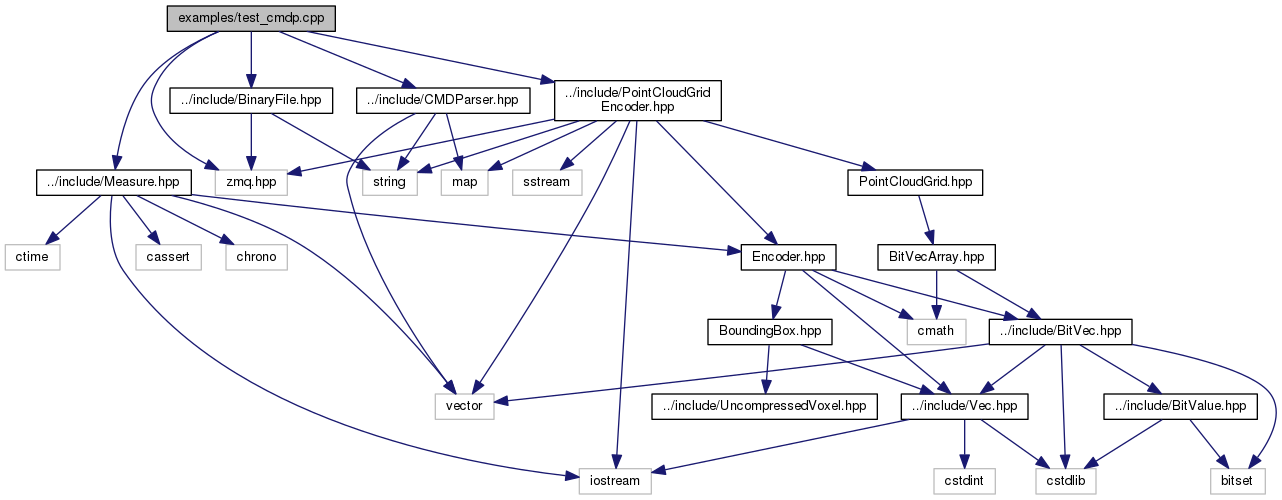 examples/test_cmdp.cpp
../include/PointCloudGrid
Encoder.hpp
../include/BinaryFile.hpp
../include/CMDParser.hpp
../include/Measure.hpp
zmq.hpp
string
map
sstream
PointCloudGrid.hpp
ctime
cassert
chrono
Encoder.hpp
BitVecArray.hpp
BoundingBox.hpp
cmath
../include/BitVec.hpp
vector
../include/UncompressedVoxel.hpp
../include/Vec.hpp
../include/BitValue.hpp
iostream
cstdint
cstdlib
bitset